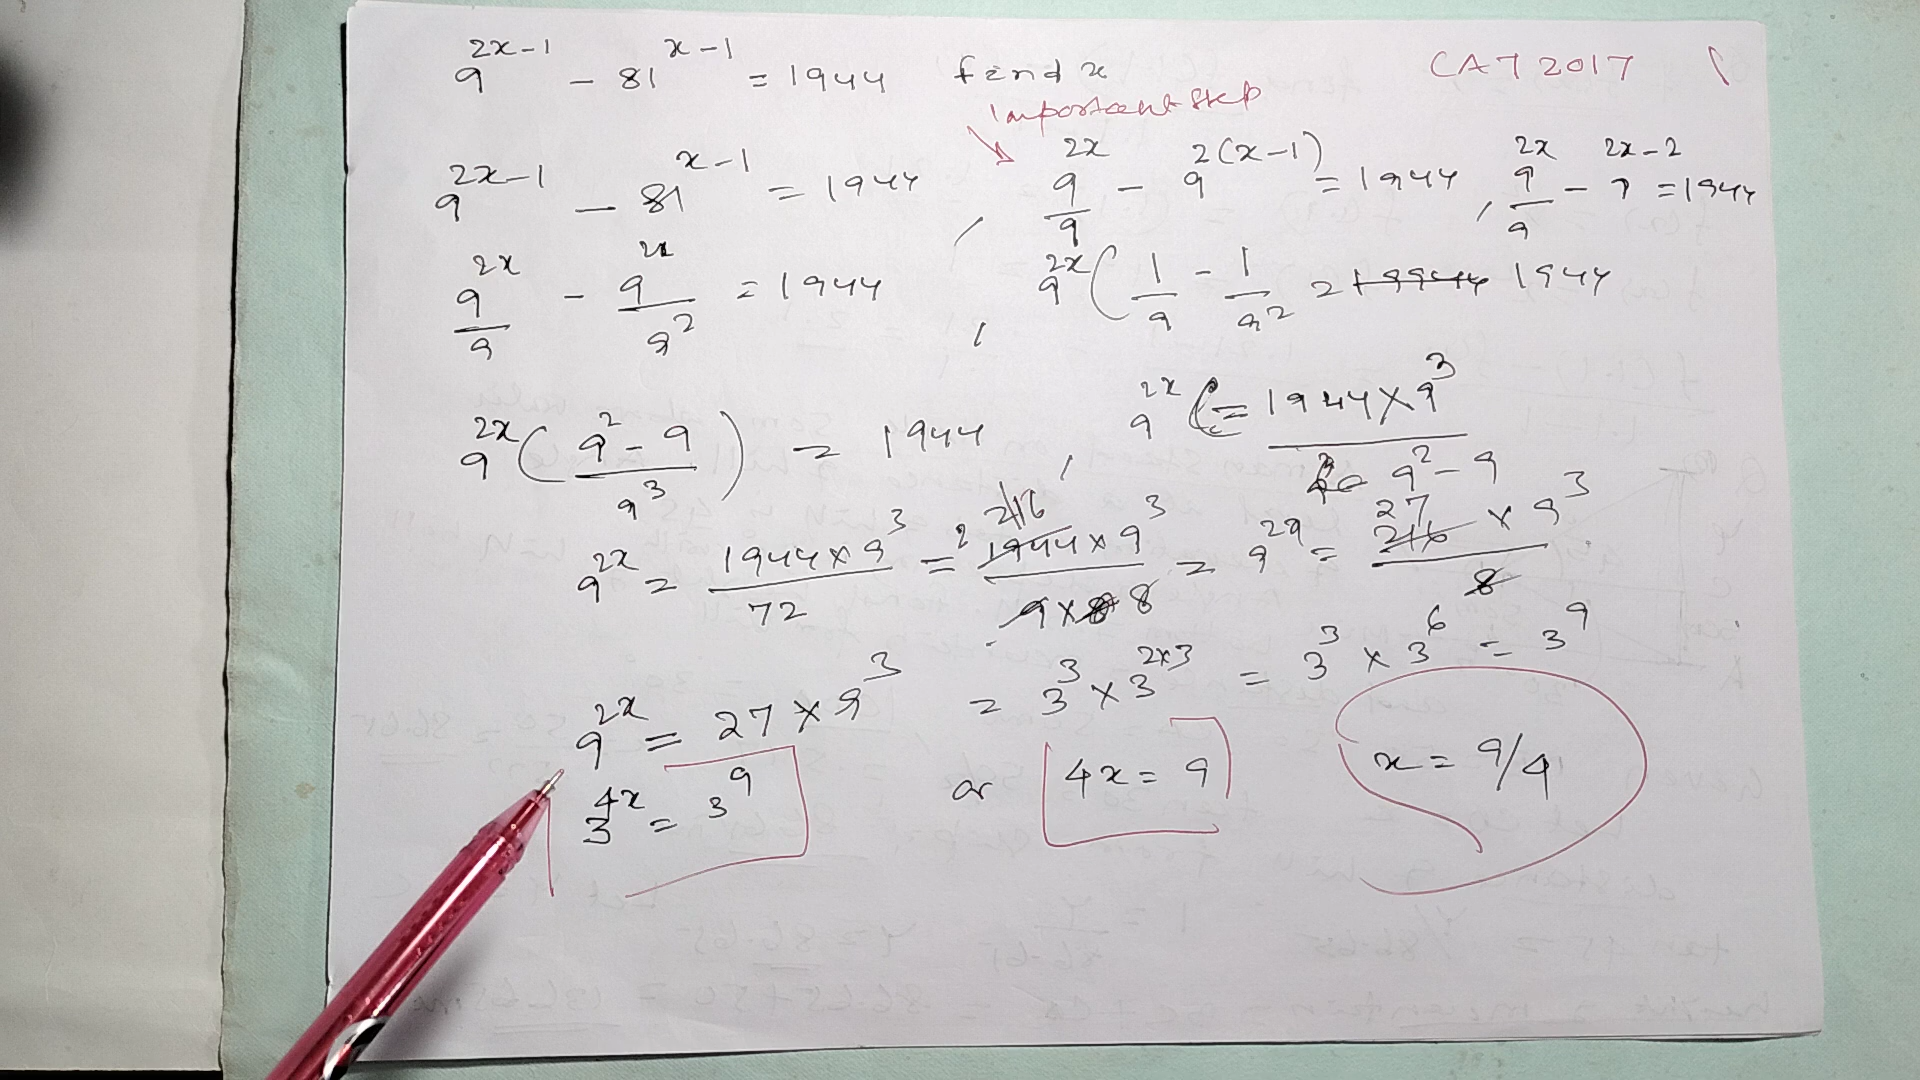 9^{2x-1} - 81^{x-1} = 1944 find x CAT 2017
Important step
9^{2x-1} - 81^{x-1} = 1944 , 9^{2x}/9 - 9^{2(x-1)} = 1944 , 9^{2x}/9 - 9^{2x-2} = 1944
9^{2x}/9 - 9^{2x}/9^2 = 1944 , 9^{2x}(1/9 - 1/9^2 = 1944
9^{2x}(9^2 - 9/9^3) = 1944 , 9^{2x} = 1944×9^3/9^2 - 9
9^{2x} = 1944×9^3/72 = 216 1944×9^3/9×8 = 9^{2x} = 27 216 × 9^3/8
9^{2x} = 27 × 9^3 = 3^3 × 3^{2×3} = 3^3 × 3^6 = 3^9
3^{4x} = 3^9 or 4x = 9 x = 9/4